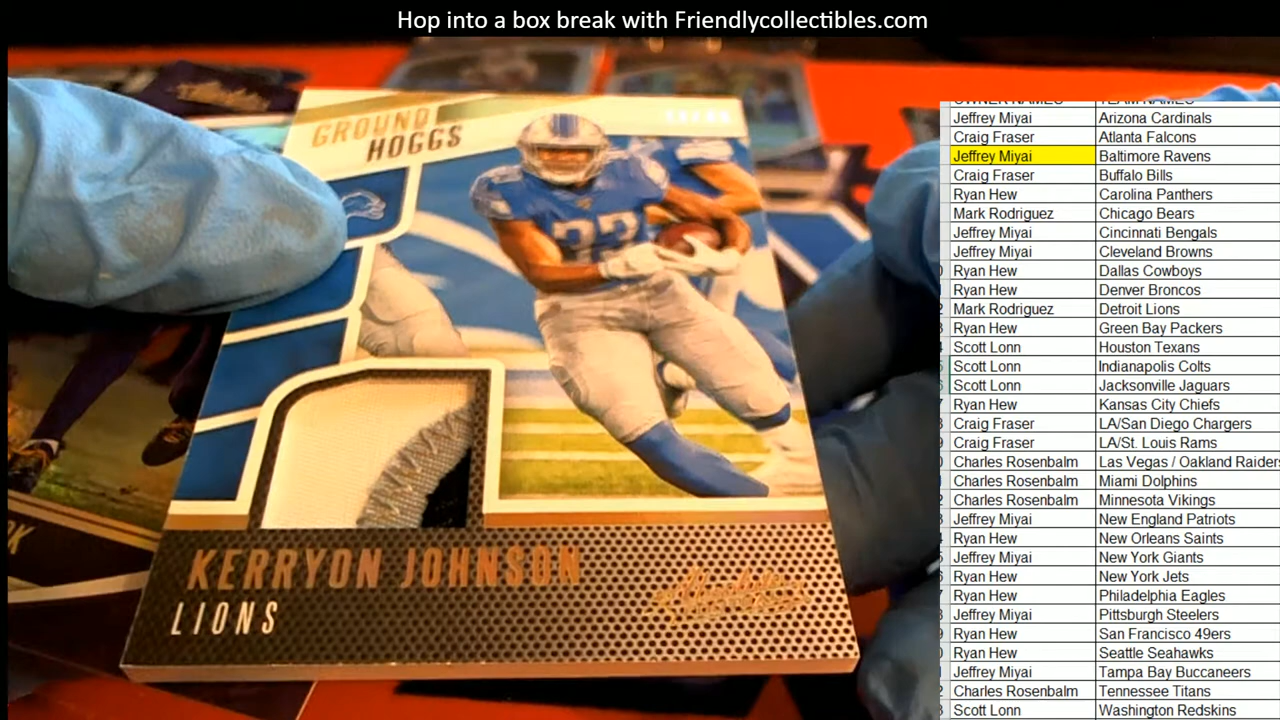 Hop into a box break with Friendlycollectibles.com
GROUND
HOGGS
33
KERRYON JOHNSON
LIONS
Absolute
OWNER NAMES TEAM NAMES
Jeffrey Miyai Arizona Cardinals
Craig Fraser Atlanta Falcons
Jeffrey Miyai Baltimore Ravens
Craig Fraser Buffalo Bills
Ryan Hew Carolina Panthers
Mark Rodriguez Chicago Bears
Jeffrey Miyai Cincinnati Bengals
Jeffrey Miyai Cleveland Browns
Ryan Hew Dallas Cowboys
Ryan Hew Denver Broncos
Mark Rodriguez Detroit Lions
Ryan Hew Green Bay Packers
Scott Lonn Houston Texans
Scott Lonn Indianapolis Colts
Scott Lonn Jacksonville Jaguars
Ryan Hew Kansas City Chiefs
Craig Fraser LA/San Diego Chargers
Craig Fraser LA/St. Louis Rams
Charles Rosenbalm Las Vegas / Oakland Raiders
Charles Rosenbalm Miami Dolphins
Charles Rosenbalm Minnesota Vikings
Jeffrey Miyai New England Patriots
Ryan Hew New Orleans Saints
Jeffrey Miyai New York Giants
Ryan Hew New York Jets
Ryan Hew Philadelphia Eagles
Jeffrey Miyai Pittsburgh Steelers
Ryan Hew San Francisco 49ers
Ryan Hew Seattle Seahawks
Jeffrey Miyai Tampa Bay Buccaneers
Charles Rosenbalm Tennessee Titans
Scott Lonn Washington Redskins